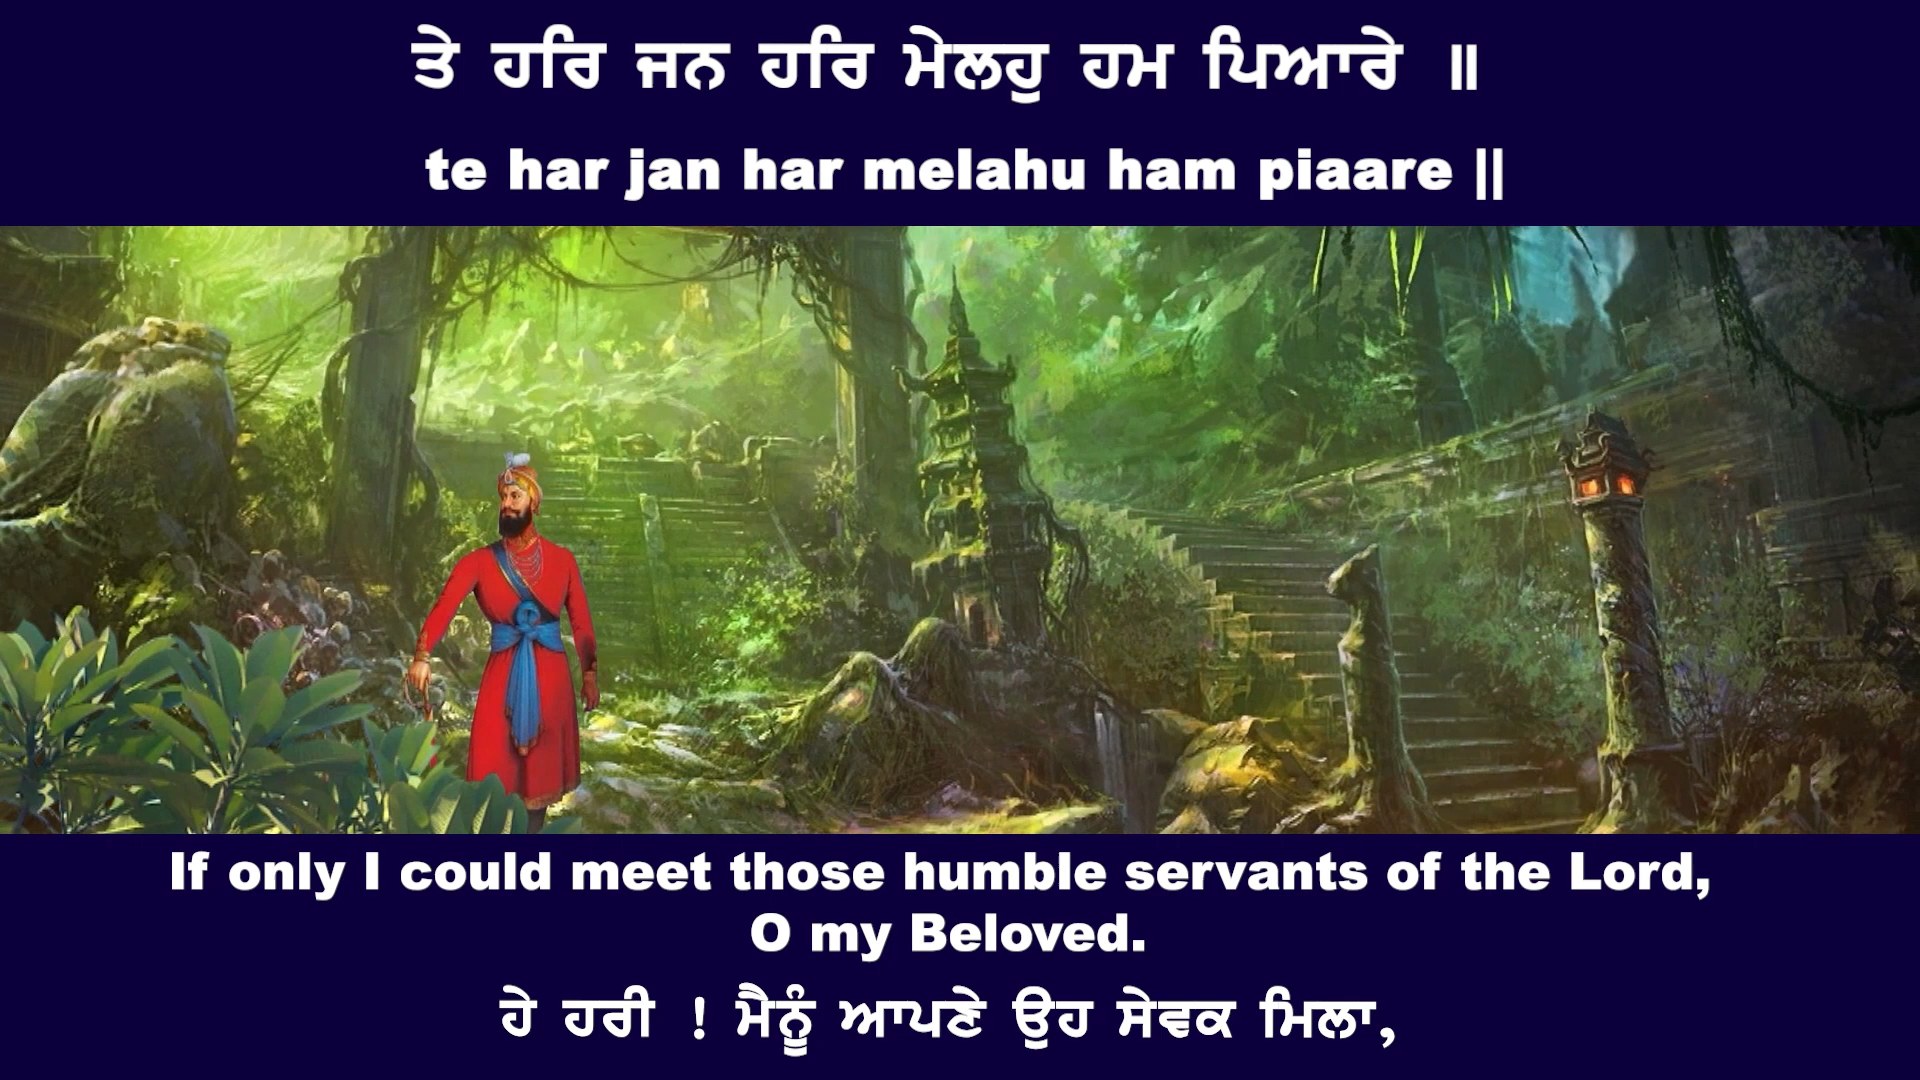 ਤੇ ਹਰਿ ਜਨ ਹਰਿ ਮੇਲਹੁ ਹਮ ਪਿਆਰੇ ॥
te har jan har melahu ham piaare ||
If only I could meet those humble servants of the Lord,
O my Beloved.
ਹੇ ਹਰੀ ! ਮੈਨੂੰ ਆਪਣੇ ਉਹ ਸੇਵਕ ਮਿਲਾ,